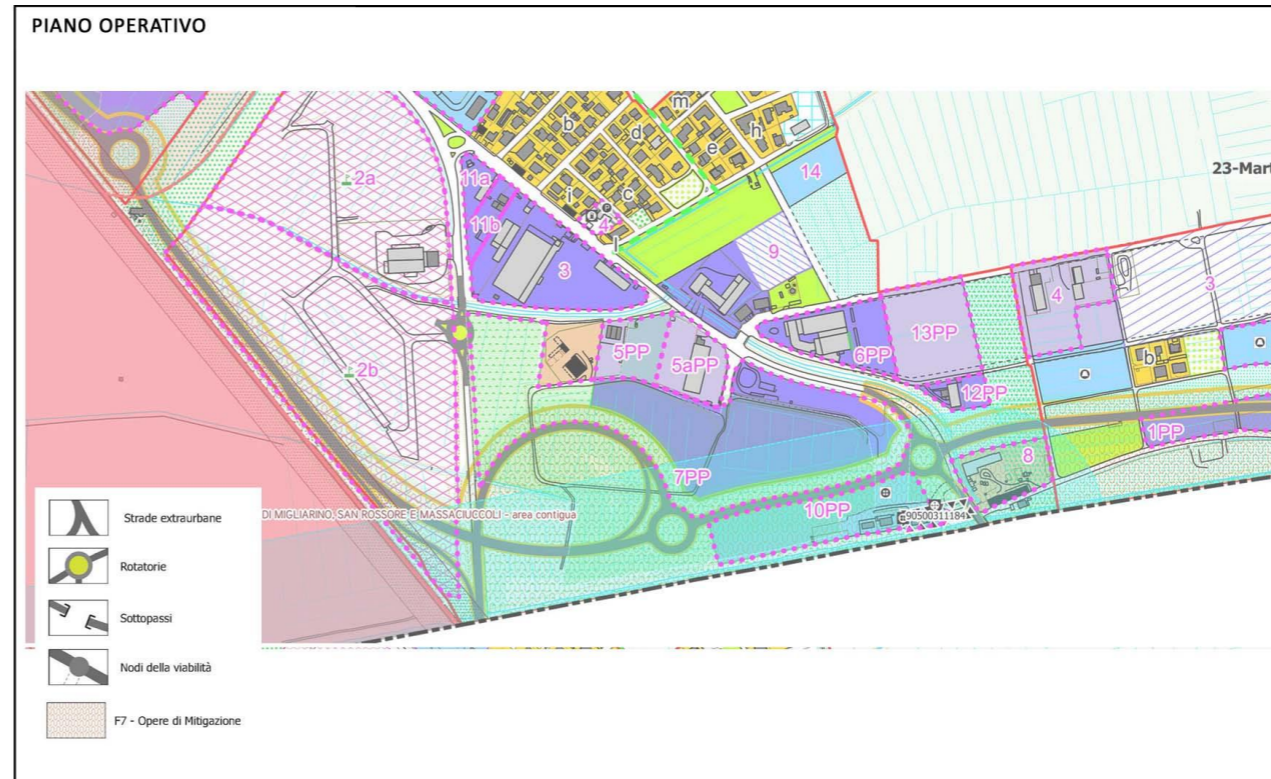 PIANO OPERATIVO
m
b
d
h
e
2a
11a
14
23-Mart
i
c
P
11b
4
l
9
3
4
3
13PP
6PP
5PP
b
5aPP
2b
12PP
1PP
8
7PP
10PP
90500311184
DI MIGLIARINO, SAN ROSSORE E MASSACIUCCOLI - area contigua
Strade extraurbane
Rotatorie
Sottopassi
Nodi della viabilità
F7 - Opere di Mitigazione